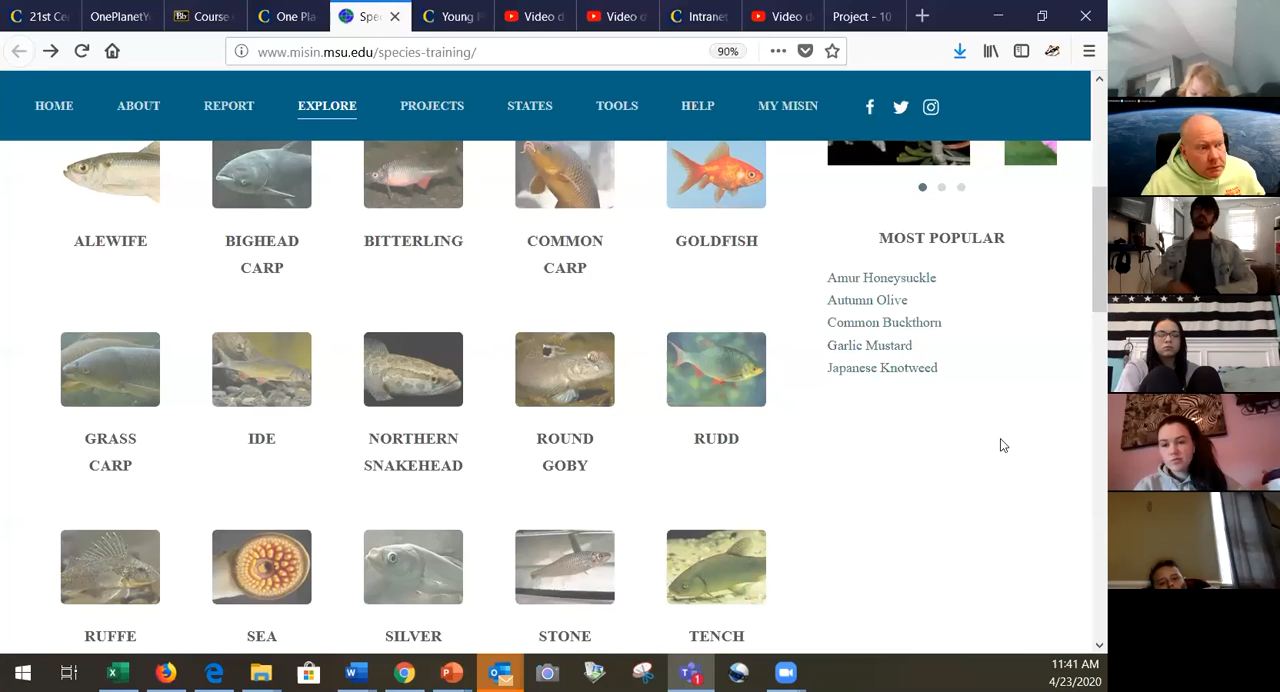 21st Ce
OnePlanetY
Bb Course
One Pla
Spec
Young
Video d
Video d
Intranet
Video d
Project - 10
www.misin.msu.edu/species-training/
90%
HOME ABOUT REPORT EXPLORE PROJECTS STATES TOOLS HELP MY MISIN
ALEWIFE
BIGHEAD
CARP
BITTERLING
COMMON
CARP
GOLDFISH
MOST POPULAR
Amur Honeysuckle
Autumn Olive
Common Buckthorn
Garlic Mustard
Japanese Knotweed
GRASS
CARP
IDE
NORTHERN
SNAKEHEAD
ROUND
GOBY
RUDD
RUFFE
SEA
SILVER
STONE
TENCH
11:41 AM
4/23/2020